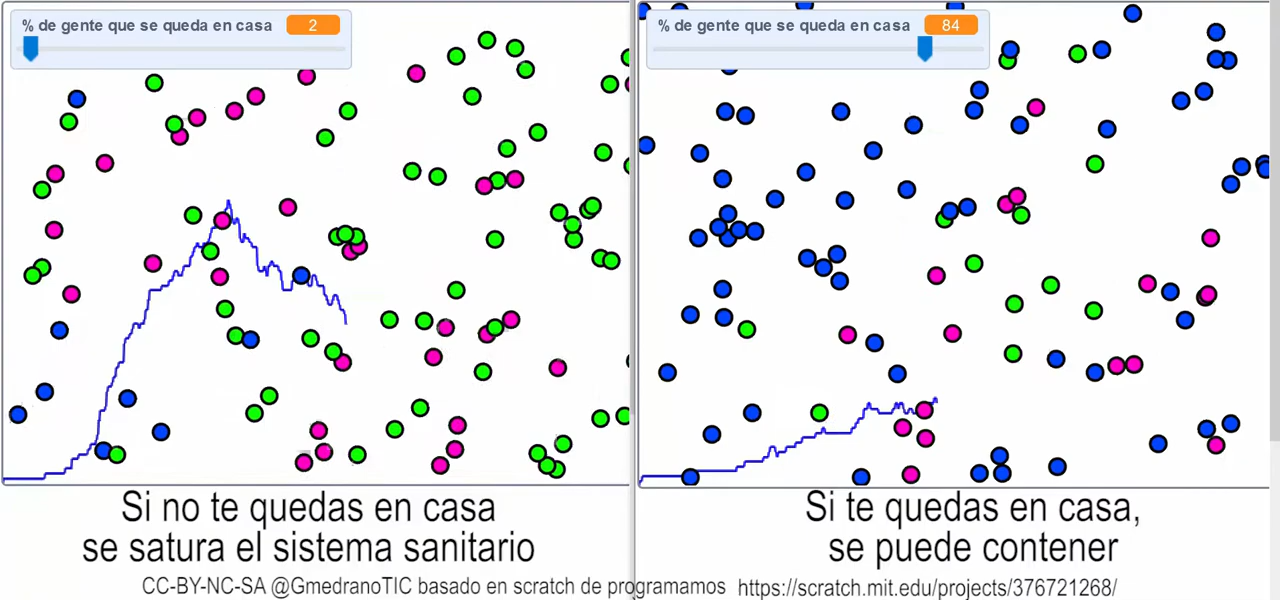 % de gente que se queda en casa 2
% de gente que se queda en casa 84
Si no te quedas en casa
se satura el sistema sanitario
Si te quedas en casa,
se puede contener
CC-BY-NC-SA @GmedranoTIC basado en scratch de programamos https://scratch.mit.edu/projects/376721268/